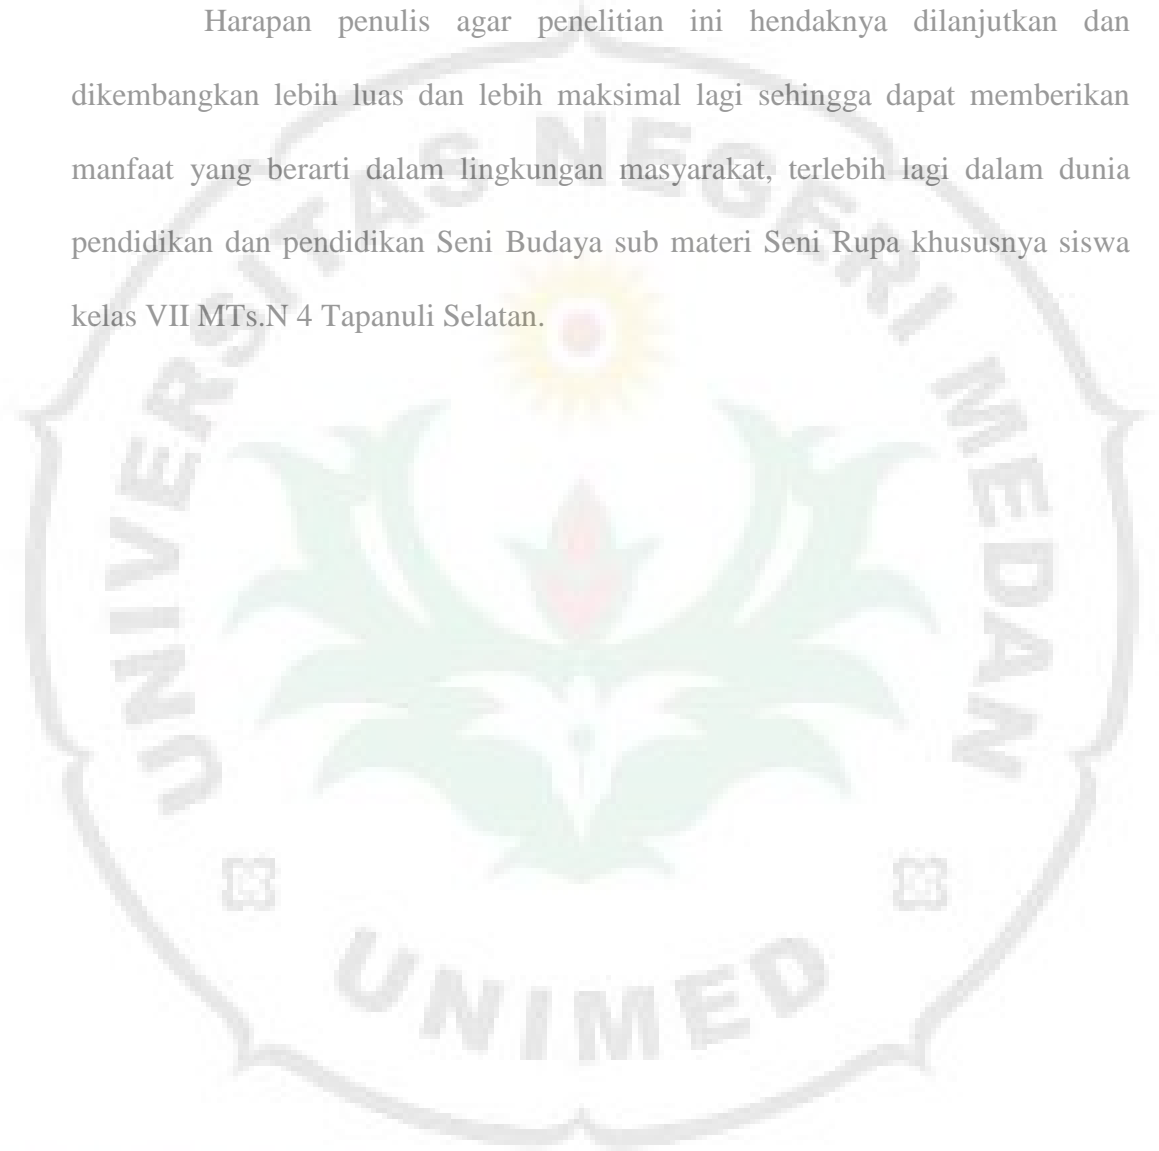 Harapan penulis agar penelitian ini hendaknya dilanjutkan dan
dikembangkan lebih luas dan lebih maksimal lagi sehingga dapat memberikan
manfaat yang berarti dalam lingkungan masyarakat, terlebih lagi dalam dunia
pendidikan dan pendidikan Seni Budaya sub materi Seni Rupa khususnya siswa
kelas VII MTs.N 4 Tapanuli Selatan.
UNIVERSITAS NEGERI MEDAN
UNIMED